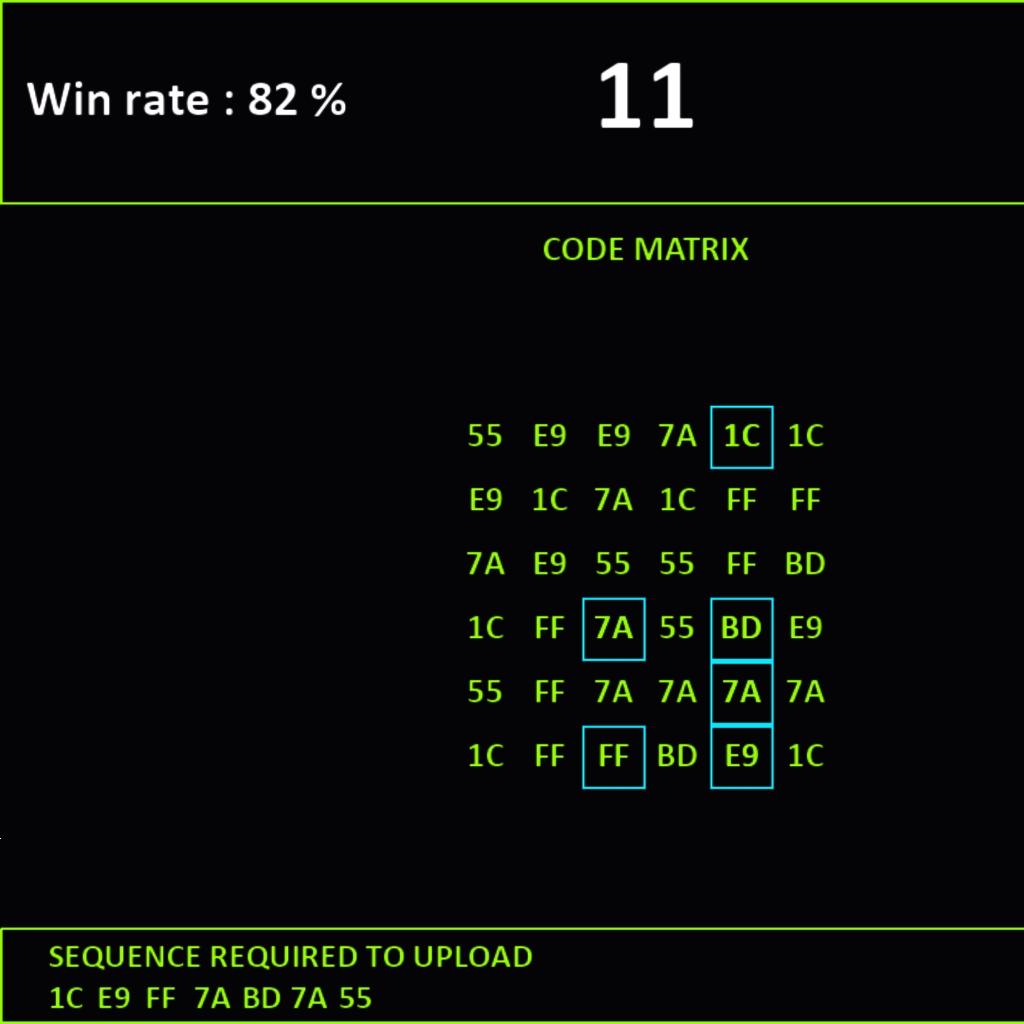 Win rate : 82 %
11
CODE MATRIX
55 E9 E9 7A 1C 1C
E9 1C 7A 1C FF FF
7A E9 55 55 FF BD
1C FF 7A 55 BD E9
55 FF 7A 7A 7A 7A
1C FF FF BD E9 1C
SEQUENCE REQUIRED TO UPLOAD
1C E9 FF 7A BD 7A 55